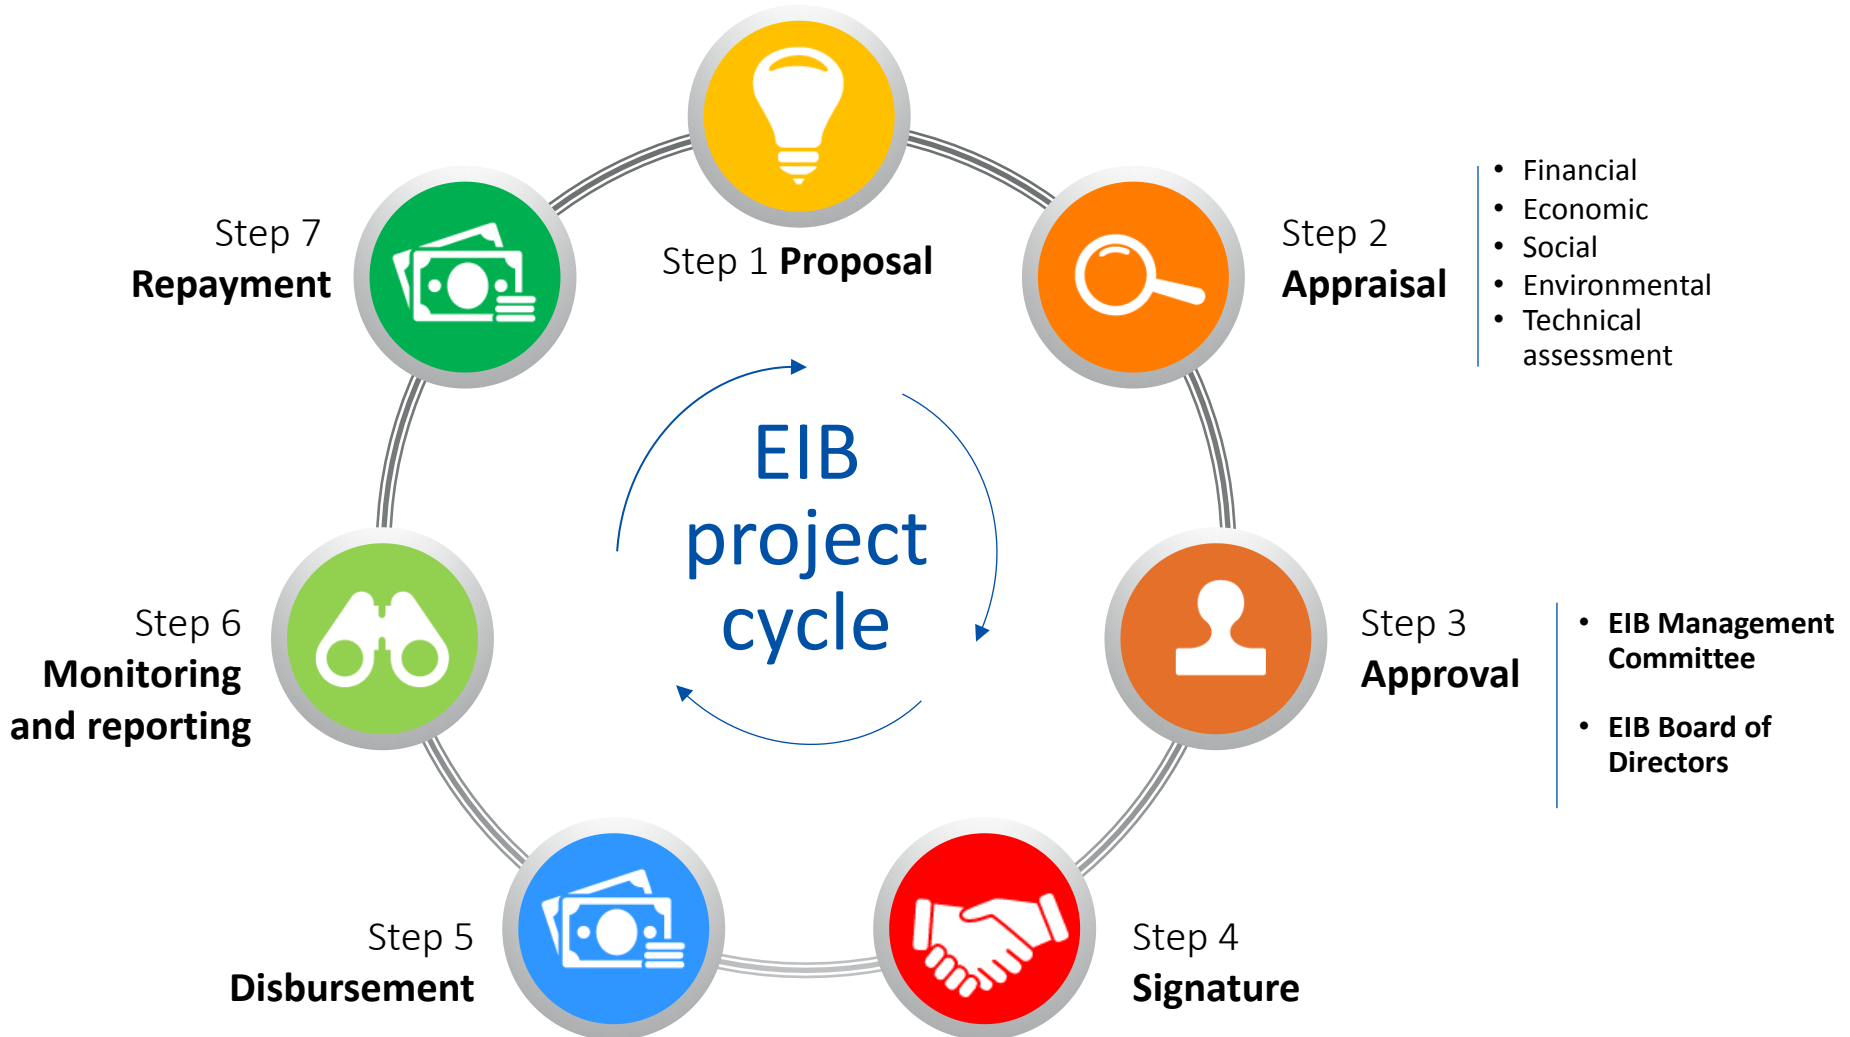 Step 1 Proposal
Step 2
Appraisal
• Financial
• Economic
• Social
• Environmental
• Technical
assessment
Step 3
Approval
• EIB Management
Committee
• EIB Board of
Directors
Step 4
Signature
Step 5
Disbursement
Step 6
Monitoring
and reporting
Step 7
Repayment
EIB
project
cycle